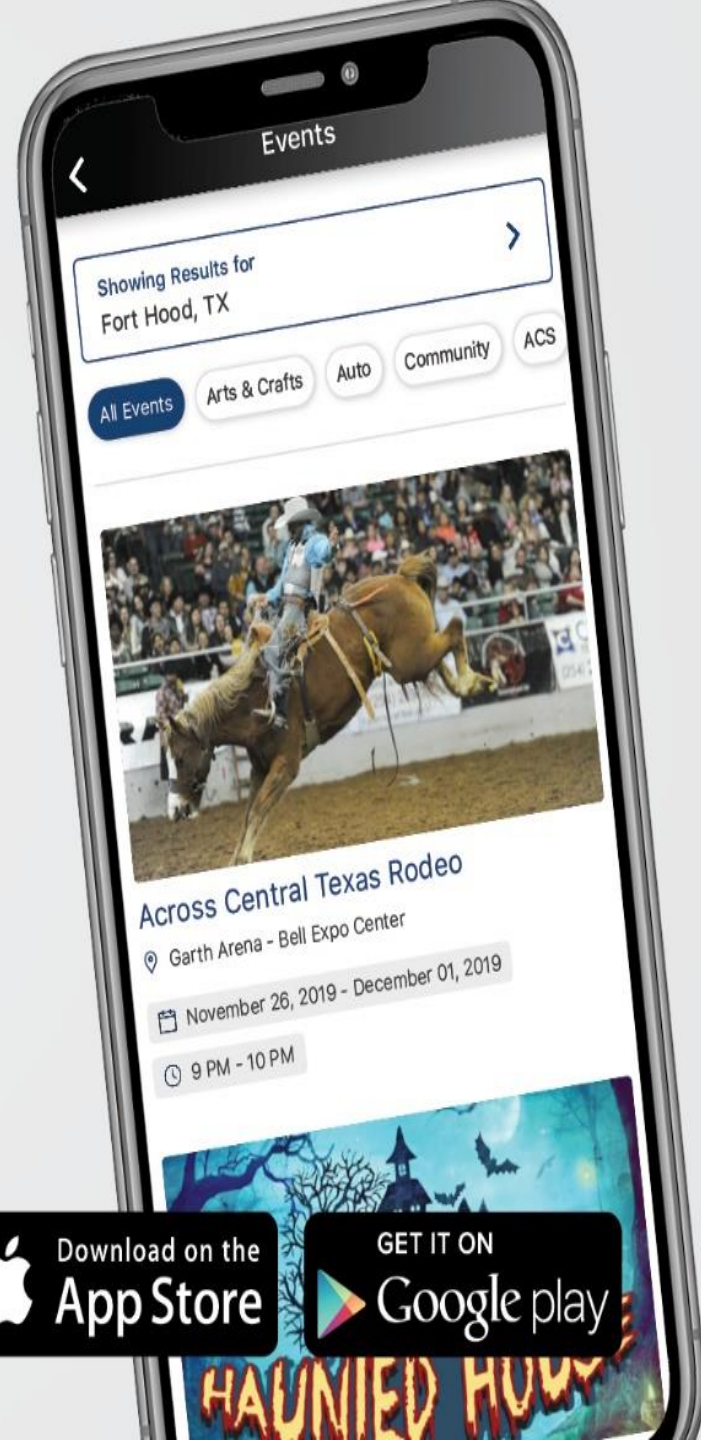 Events
Showing Results for
Fort Hood, TX
All Events
Arts & Crafts
Auto
Community
ACS
Across Central Texas Rodeo
Garth Arena - Bell Expo Center
November 26, 2019 - December 01, 2019
9 PM - 10 PM
Download on the
App Store
GET IT ON
Google play
HAUNTED HOUSE